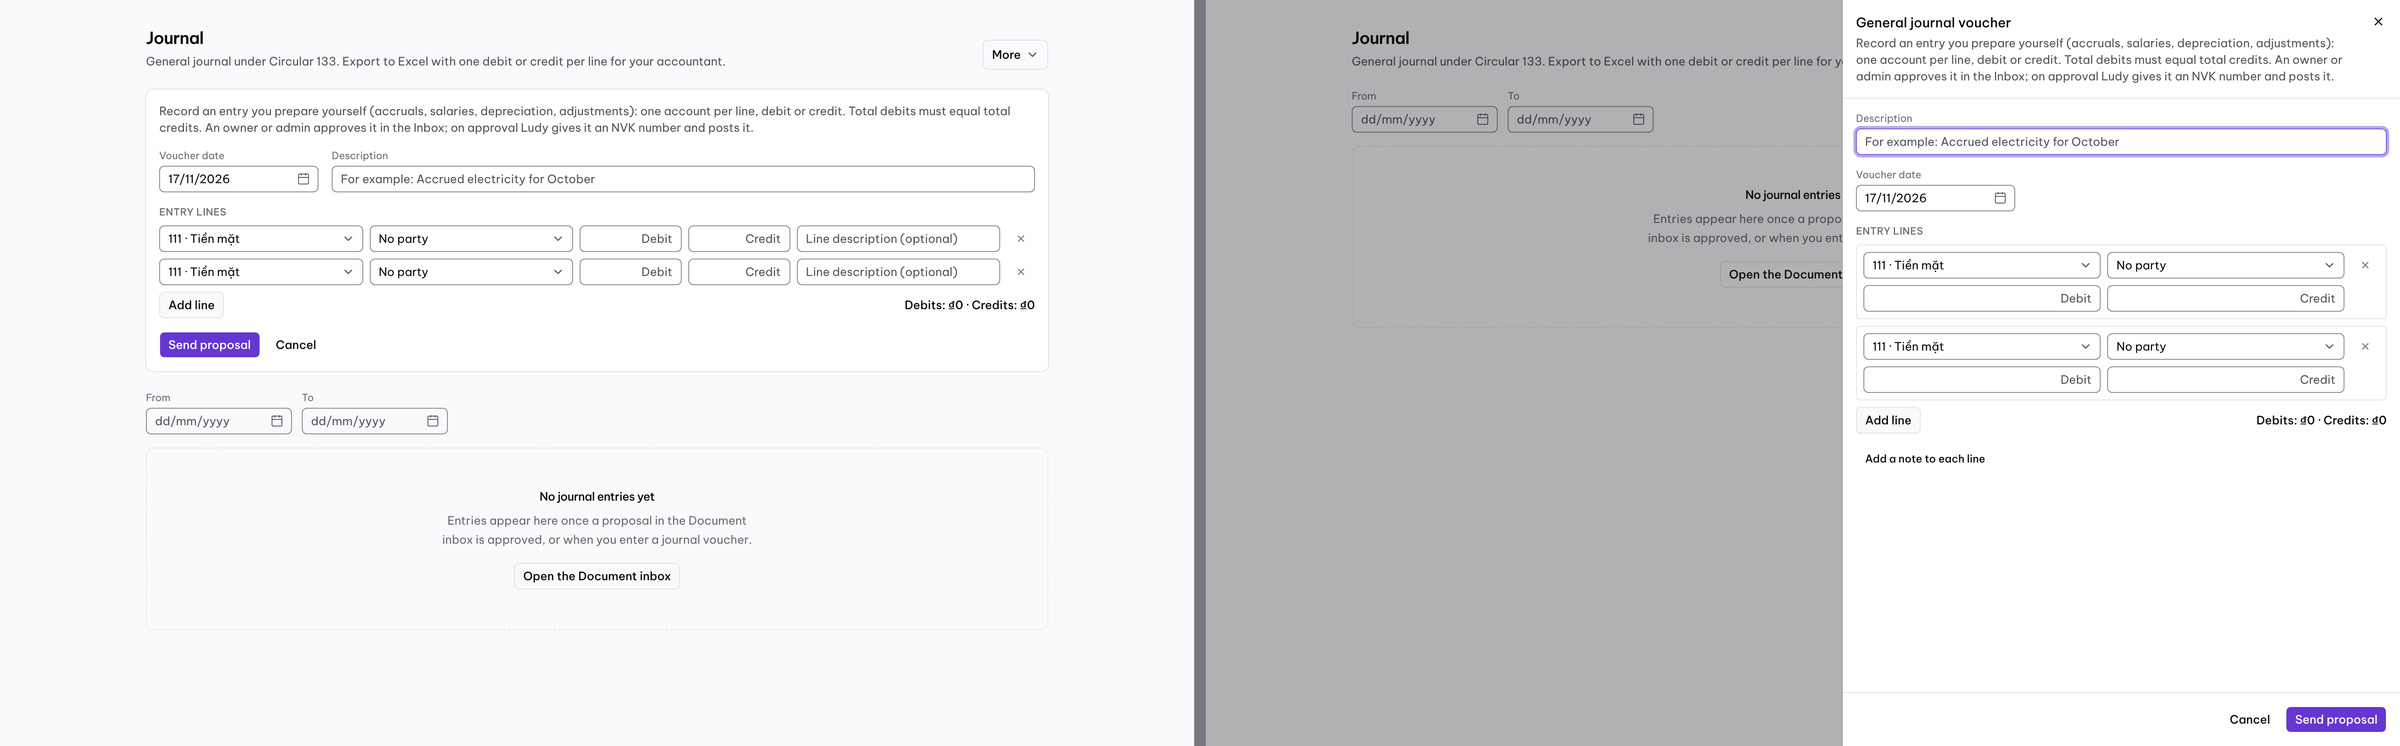 Journal
General journal under Circular 133. Export to Excel with one debit or credit per line for your accountant.
More
Record an entry you prepare yourself (accruals, salaries, depreciation, adjustments): one account per line, debit or credit. Total debits must equal total
credits. An owner or admin approves it in the Inbox; on approval Ludy gives it an NVK number and posts it.
Voucher date
Description
17/11/2026
For example: Accrued electricity for October
ENTRY LINES
111 · Tiền mặt
No party
Debit
Credit
Line description (optional)
111 · Tiền mặt
No party
Debit
Credit
Line description (optional)
Add line
Debits: ₫0 · Credits: ₫0
Send proposal
Cancel
From
To
dd/mm/yyyy
dd/mm/yyyy
No journal entries yet
Entries appear here once a proposal in the Document
inbox is approved, or when you enter a journal voucher.
Open the Document inbox
Journal
General journal under Circular 133. Export to Excel with one debit or credit per line for y
From
To
dd/mm/yyyy
dd/mm/yyyy
No journal entries
Entries appear here once a propo
inbox is approved, or when you ent
Open the Document
General journal voucher
Record an entry you prepare yourself (accruals, salaries, depreciation, adjustments):
one account per line, debit or credit. Total debits must equal total credits. An owner or
admin approves it in the Inbox; on approval Ludy gives it an NVK number and posts it.
Description
For example: Accrued electricity for October
Voucher date
17/11/2026
ENTRY LINES
111 · Tiền mặt
No party
Debit
Credit
111 · Tiền mặt
No party
Debit
Credit
Add line
Debits: ₫0 · Credits: ₫0
Add a note to each line
Cancel
Send proposal